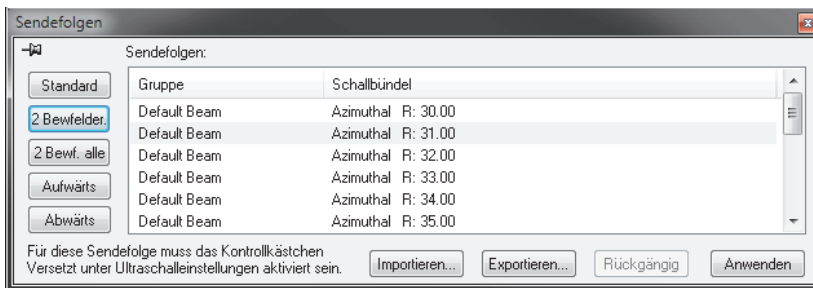 Sendefolgen
Sendefolgen:
Standard
2 Bewfelder.
2 Bewf. alle
Aufwärts
Abwärts
Gruppe Schallbündel
Default Beam Azimuthal R: 30.00
Default Beam Azimuthal R: 31.00
Default Beam Azimuthal R: 32.00
Default Beam Azimuthal R: 33.00
Default Beam Azimuthal R: 34.00
Default Beam Azimuthal R: 35.00
Für diese Sendefolge muss das Kontrollkästchen
Versetzt unter Ultraschalleinstellungen aktiviert sein.
Importieren... Exportieren... Rückgängig Anwenden